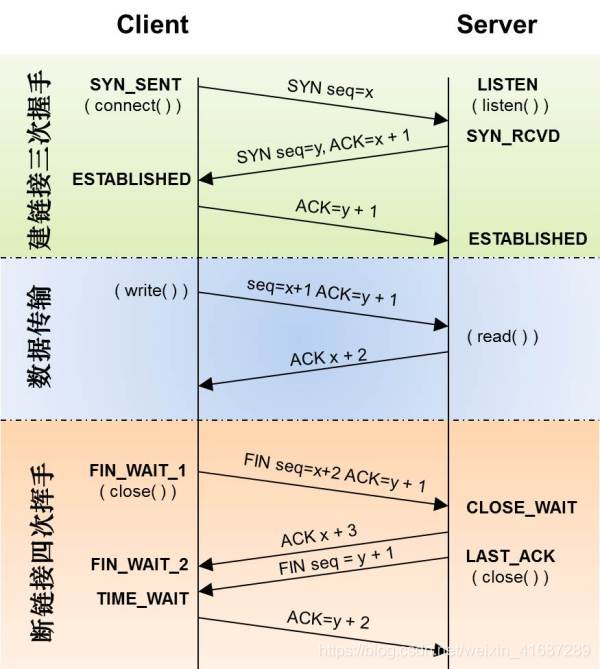 Client
Server
建链接三次握手
SYN_SENT
( connect( ) )
SYN seq=x
LISTEN
( listen( ) )
SYN_RCVD
SYN seq=y, ACK=x + 1
ESTABLISHED
ACK=y + 1
ESTABLISHED
数据传输
( write( ) )
seq=x+1 ACK=y + 1
( read( ) )
ACK x + 2
断链接四次挥手
FIN_WAIT_1
( close( ) )
FIN seq=x+2 ACK=y + 1
CLOSE_WAIT
ACK x + 3
FIN_WAIT_2
FIN seq = y + 1
LAST_ACK
( close( ) )
TIME_WAIT
ACK=y + 2
https://blog.csdn.net/weixin_41687289